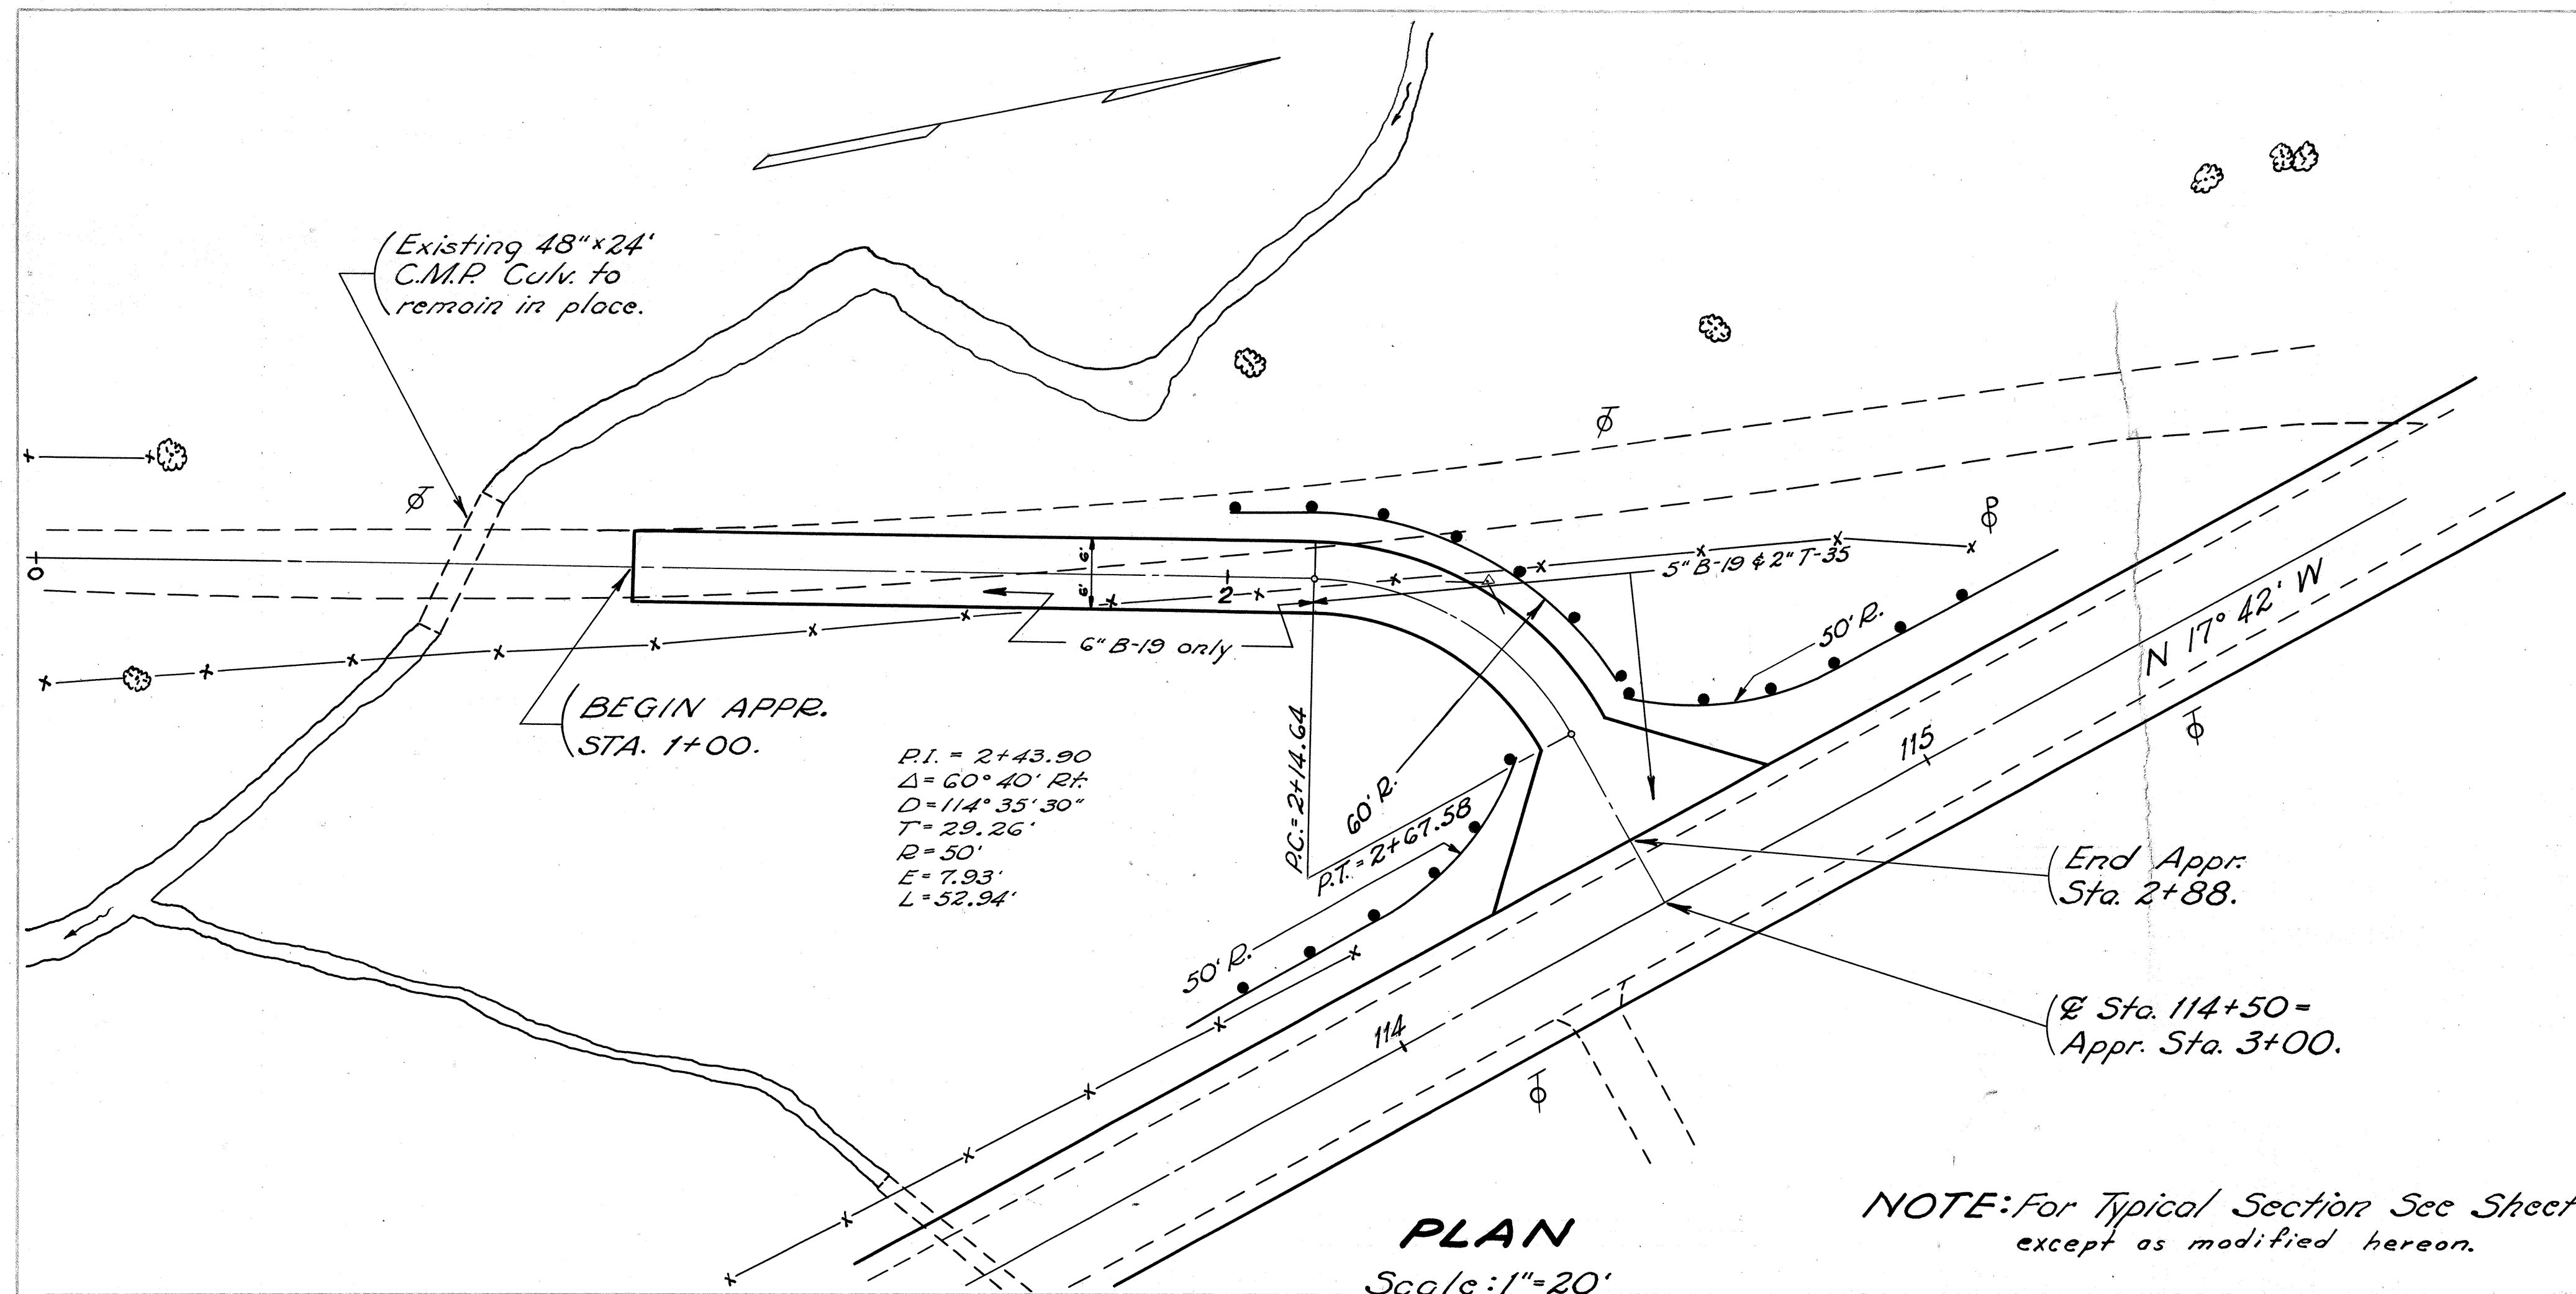 Existing 48"x24'
C.M.P. Culv. to
remain in place.
0
6'
6'
2
5" B-19 & 2" T-35
6" B-19 only
50' R.
N 17° 42' W
BEGIN APPR.
STA. 1+00.
P.I. = 2+43.90
Δ = 60° 40' Rt.
D = 114° 35' 30"
T = 29.26'
R = 50'
E = 7.93'
L = 52.94'
P.C. = 2+14.64
60' R.
P.T. = 2+67.58
50' R.
115
114
End Appr.
Sta. 2+88.
℄ Sta. 114+50 =
Appr. Sta. 3+00.
PLAN
Scale: 1"=20'
NOTE: For Typical Section See Sheet
except as modified hereon.